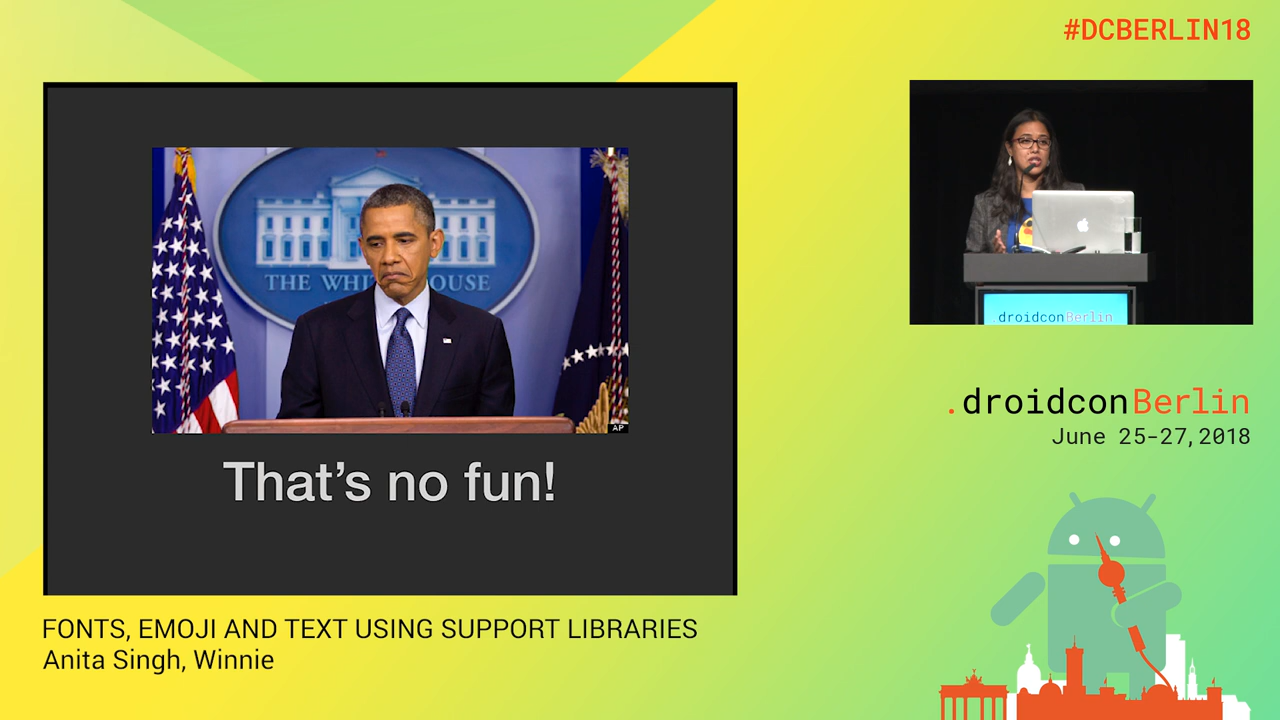 #DCBERLIN18
THE WHITE HOUSE
AP
That's no fun!
droidconBerlin
.droidconBerlin
June 25-27, 2018
FONTS, EMOJI AND TEXT USING SUPPORT LIBRARIES
Anita Singh, Winnie